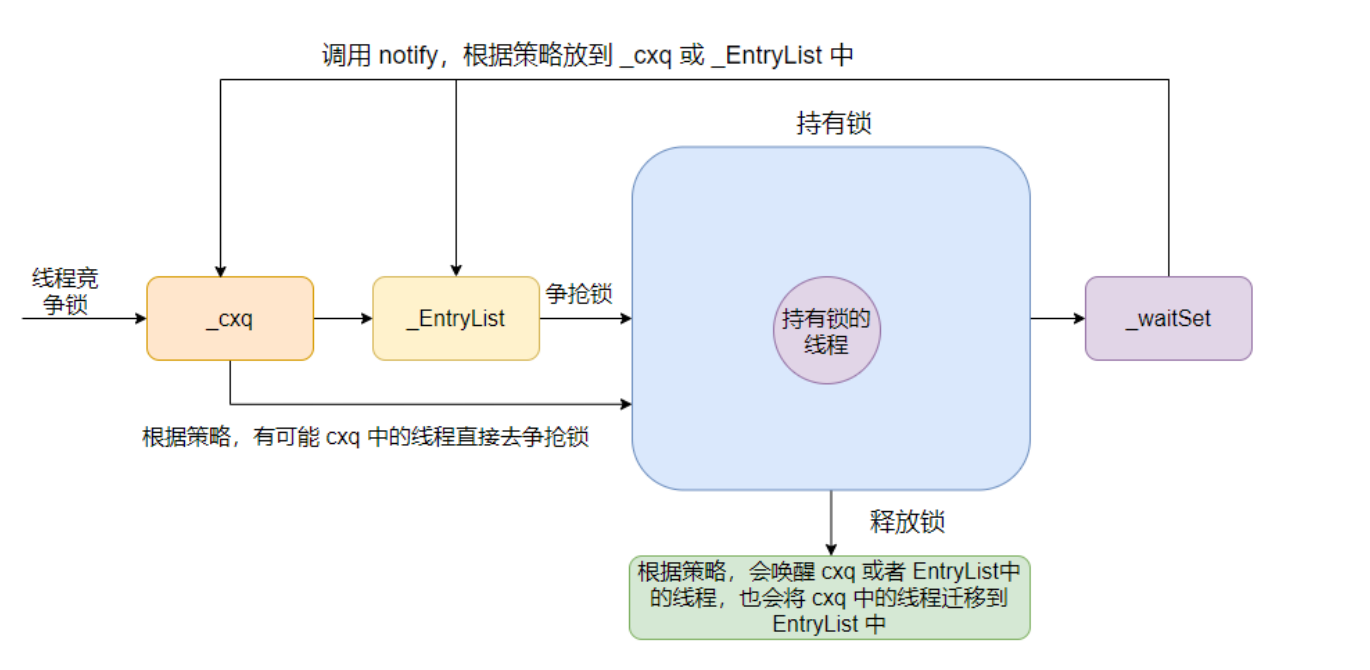 调用 notify，根据策略放到 _cxq 或 _EntryList 中
持有锁
线程竞
争锁
_cxq
_EntryList
争抢锁
持有锁的
线程
_waitSet
根据策略，有可能 cxq 中的线程直接去争抢锁
释放锁
根据策略，会唤醒 cxq 或者 EntryList中
的线程，也会将 cxq 中的线程迁移到
EntryList 中